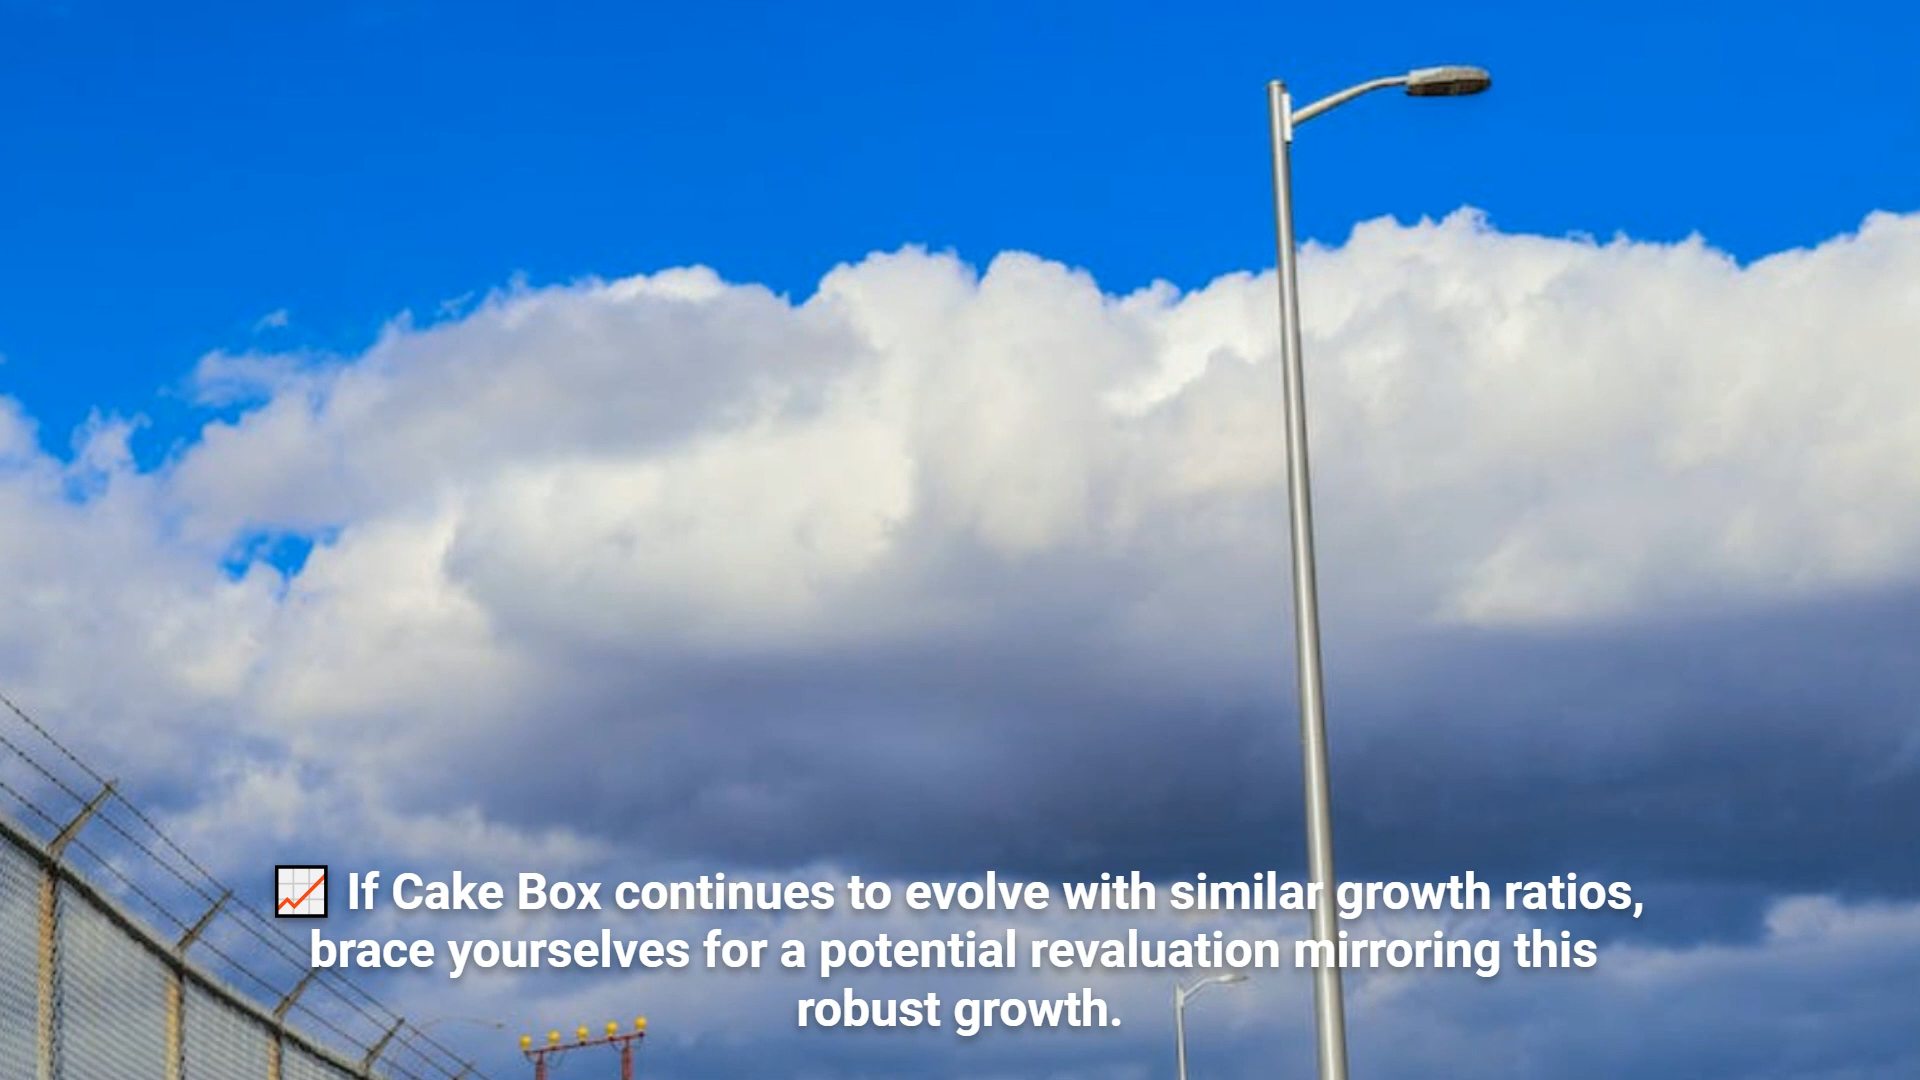 📈 If Cake Box continues to evolve with similar growth ratios,
brace yourselves for a potential revaluation mirroring this
robust growth.